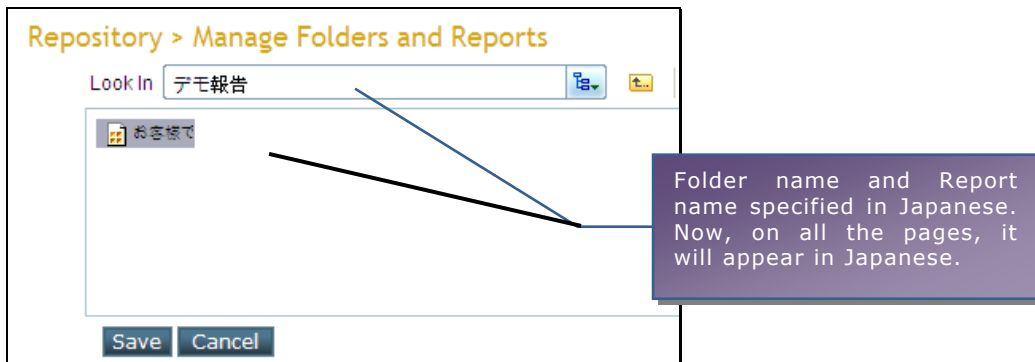 Repository > Manage Folders and Reports
Look In デモ報告
お客様で
Folder name and Report
name specified in Japanese.
Now, on all the pages, it
will appear in Japanese.
Save Cancel